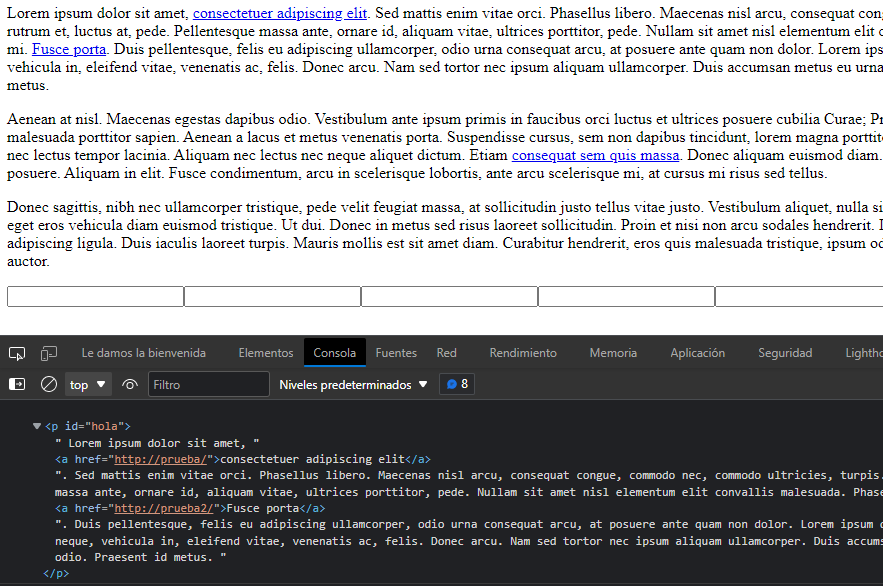 Lorem ipsum dolor sit amet, consectetuer adipiscing elit. Sed mattis enim vitae orci. Phasellus libero. Maecenas nisl arcu, consequat con
rutrum et, luctus at, pede. Pellentesque massa ante, ornare id, aliquam vitae, ultrices porttitor, pede. Nullam sit amet nisl elementum elit c
mi. Fusce porta. Duis pellentesque, felis eu adipiscing ullamcorper, odio urna consequat arcu, at posuere ante quam non dolor. Lorem ips
vehicula in, eleifend vitae, venenatis ac, felis. Donec arcu. Nam sed tortor nec ipsum aliquam ullamcorper. Duis accumsan metus eu urna
metus.
Aenean at nisl. Maecenas egestas dapibus odio. Vestibulum ante ipsum primis in faucibus orci luctus et ultrices posuere cubilia Curae; Pr
malesuada porttitor sapien. Aenean a lacus et metus venenatis porta. Suspendisse cursus, sem non dapibus tincidunt, lorem magna porttit
nec lectus tempor lacinia. Aliquam nec lectus nec neque aliquet dictum. Etiam consequat sem quis massa. Donec aliquam euismod diam.
posuere. Aliquam in elit. Fusce condimentum, arcu in scelerisque lobortis, ante arcu scelerisque mi, at cursus mi risus sed tellus.
Donec sagittis, nibh nec ullamcorper tristique, pede velit feugiat massa, at sollicitudin justo tellus vitae justo. Vestibulum aliquet, nulla si
eget eros vehicula diam euismod tristique. Ut dui. Donec in metus sed risus laoreet sollicitudin. Proin et nisi non arcu sodales hendrerit. I
adipiscing ligula. Duis iaculis laoreet turpis. Mauris mollis est sit amet diam. Curabitur hendrerit, eros quis malesuada tristique, ipsum od
auctor.
Le damos la bienvenida Elementos Consola Fuentes Red Rendimiento Memoria Aplicación Seguridad Lightho
top ▼ Filtro Niveles predeterminados ▼ 8
▼<p id="hola">
" Lorem ipsum dolor sit amet, "
<a href="http://prueba/">consectetuer adipiscing elit</a>
". Sed mattis enim vitae orci. Phasellus libero. Maecenas nisl arcu, consequat congue, commodo nec, commodo ultricies, turpis.
massa ante, ornare id, aliquam vitae, ultrices porttitor, pede. Nullam sit amet nisl elementum elit convallis malesuada. Phase
<a href="http://prueba2/">Fusce porta</a>
". Duis pellentesque, felis eu adipiscing ullamcorper, odio urna consequat arcu, at posuere ante quam non dolor. Lorem ipsum d
neque, vehicula in, eleifend vitae, venenatis ac, felis. Donec arcu. Nam sed tortor nec ipsum aliquam ullamcorper. Duis accums
odio. Praesent id metus. "
</p>